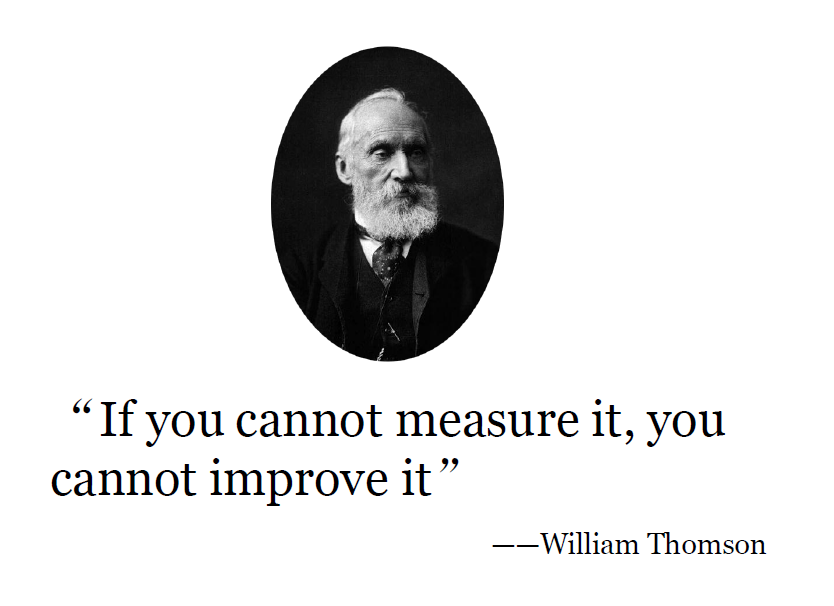 “If you cannot measure it, you
cannot improve it”
——William Thomson